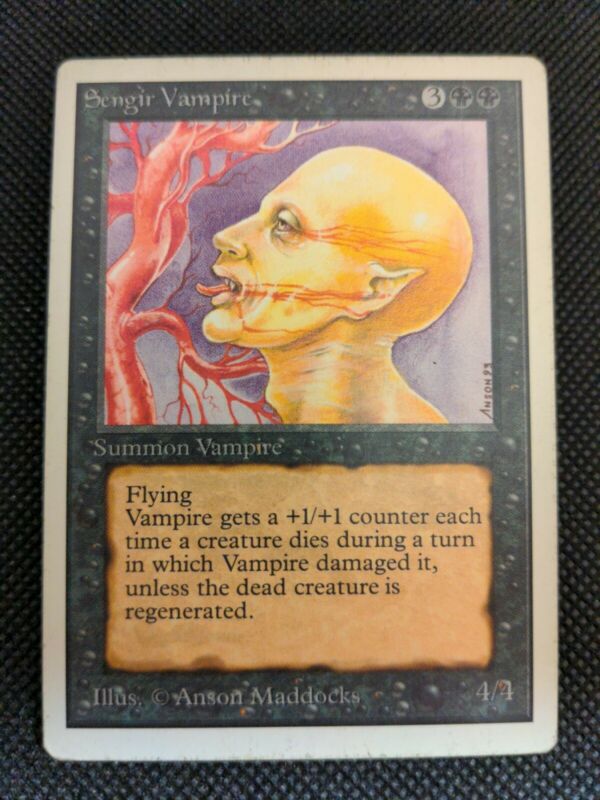 Sengir Vampire 3
ANSON 93
Summon Vampire
Flying
Vampire gets a +1/+1 counter each
time a creature dies during a turn
in which Vampire damaged it,
unless the dead creature is
regenerated.
Illus. © Anson Maddocks 4/4